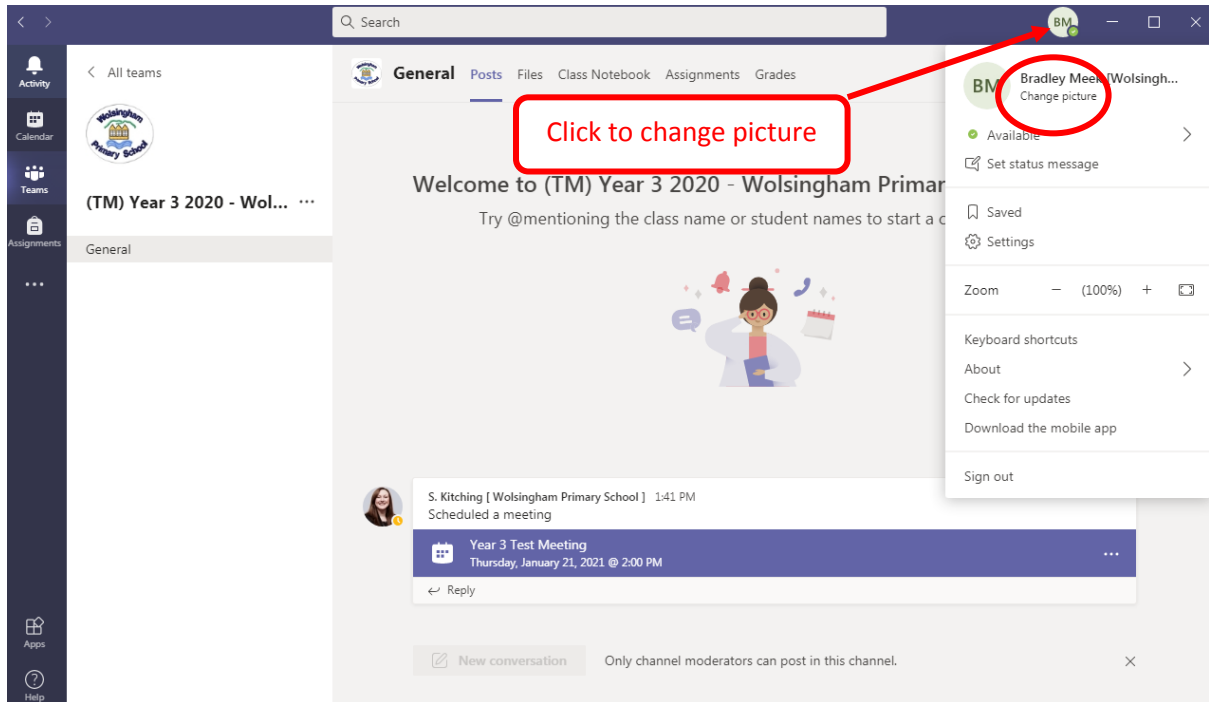 Search
BM
Activity
Calendar
Teams
Assignments
Apps
Help
All teams
Wolsingham
Primary School
(TM) Year 3 2020 - Wol... ...
General
General Posts Files Class Notebook Assignments Grades
Click to change picture
Welcome to (TM) Year 3 2020 - Wolsingham Primar
Try @mentioning the class name or student names to start a c
S. Kitching [ Wolsingham Primary School ] 1:41 PM
Scheduled a meeting
Year 3 Test Meeting
Thursday, January 21, 2021 @ 2:00 PM
Reply
New conversation Only channel moderators can post in this channel.
BM
Bradley Meek [Wolsingh...
Change picture
Available
Set status message
Saved
Settings
Zoom − (100%) +
Keyboard shortcuts
About
Check for updates
Download the mobile app
Sign out